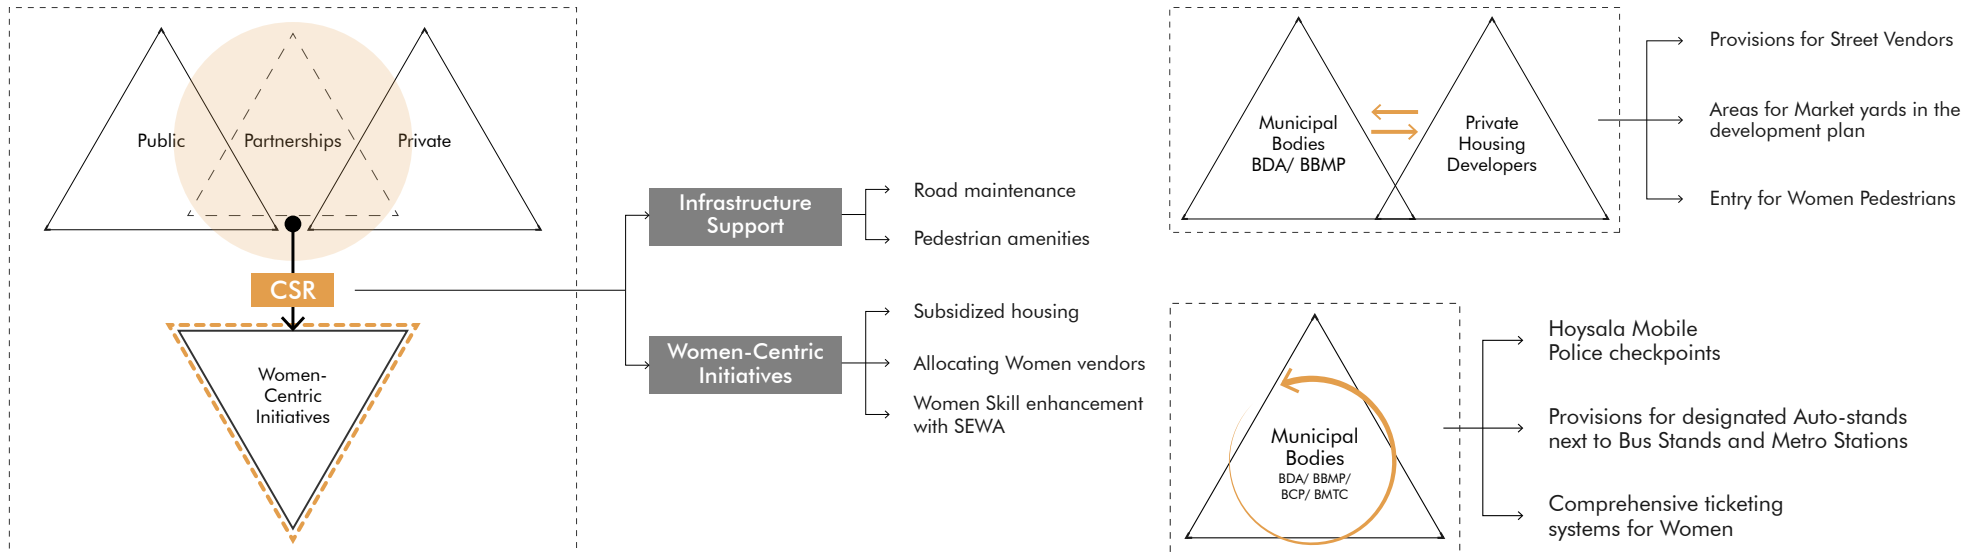 Public
Partnerships
Private
CSR
Women-
Centric
Initiatives
Infrastructure
Support
Road maintenance
Pedestrian amenities
Women-Centric
Initiatives
Subsidized housing
Allocating Women vendors
Women Skill enhancement
with SEWA
Municipal
Bodies
BDA/ BBMP
Private
Housing
Developers
Provisions for Street Vendors
Areas for Market yards in the
development plan
Entry for Women Pedestrians
Municipal
Bodies
BDA/ BBMP/
BCP/ BMTC
Hoysala Mobile
Police checkpoints
Provisions for designated Auto-stands
next to Bus Stands and Metro Stations
Comprehensive ticketing
systems for Women